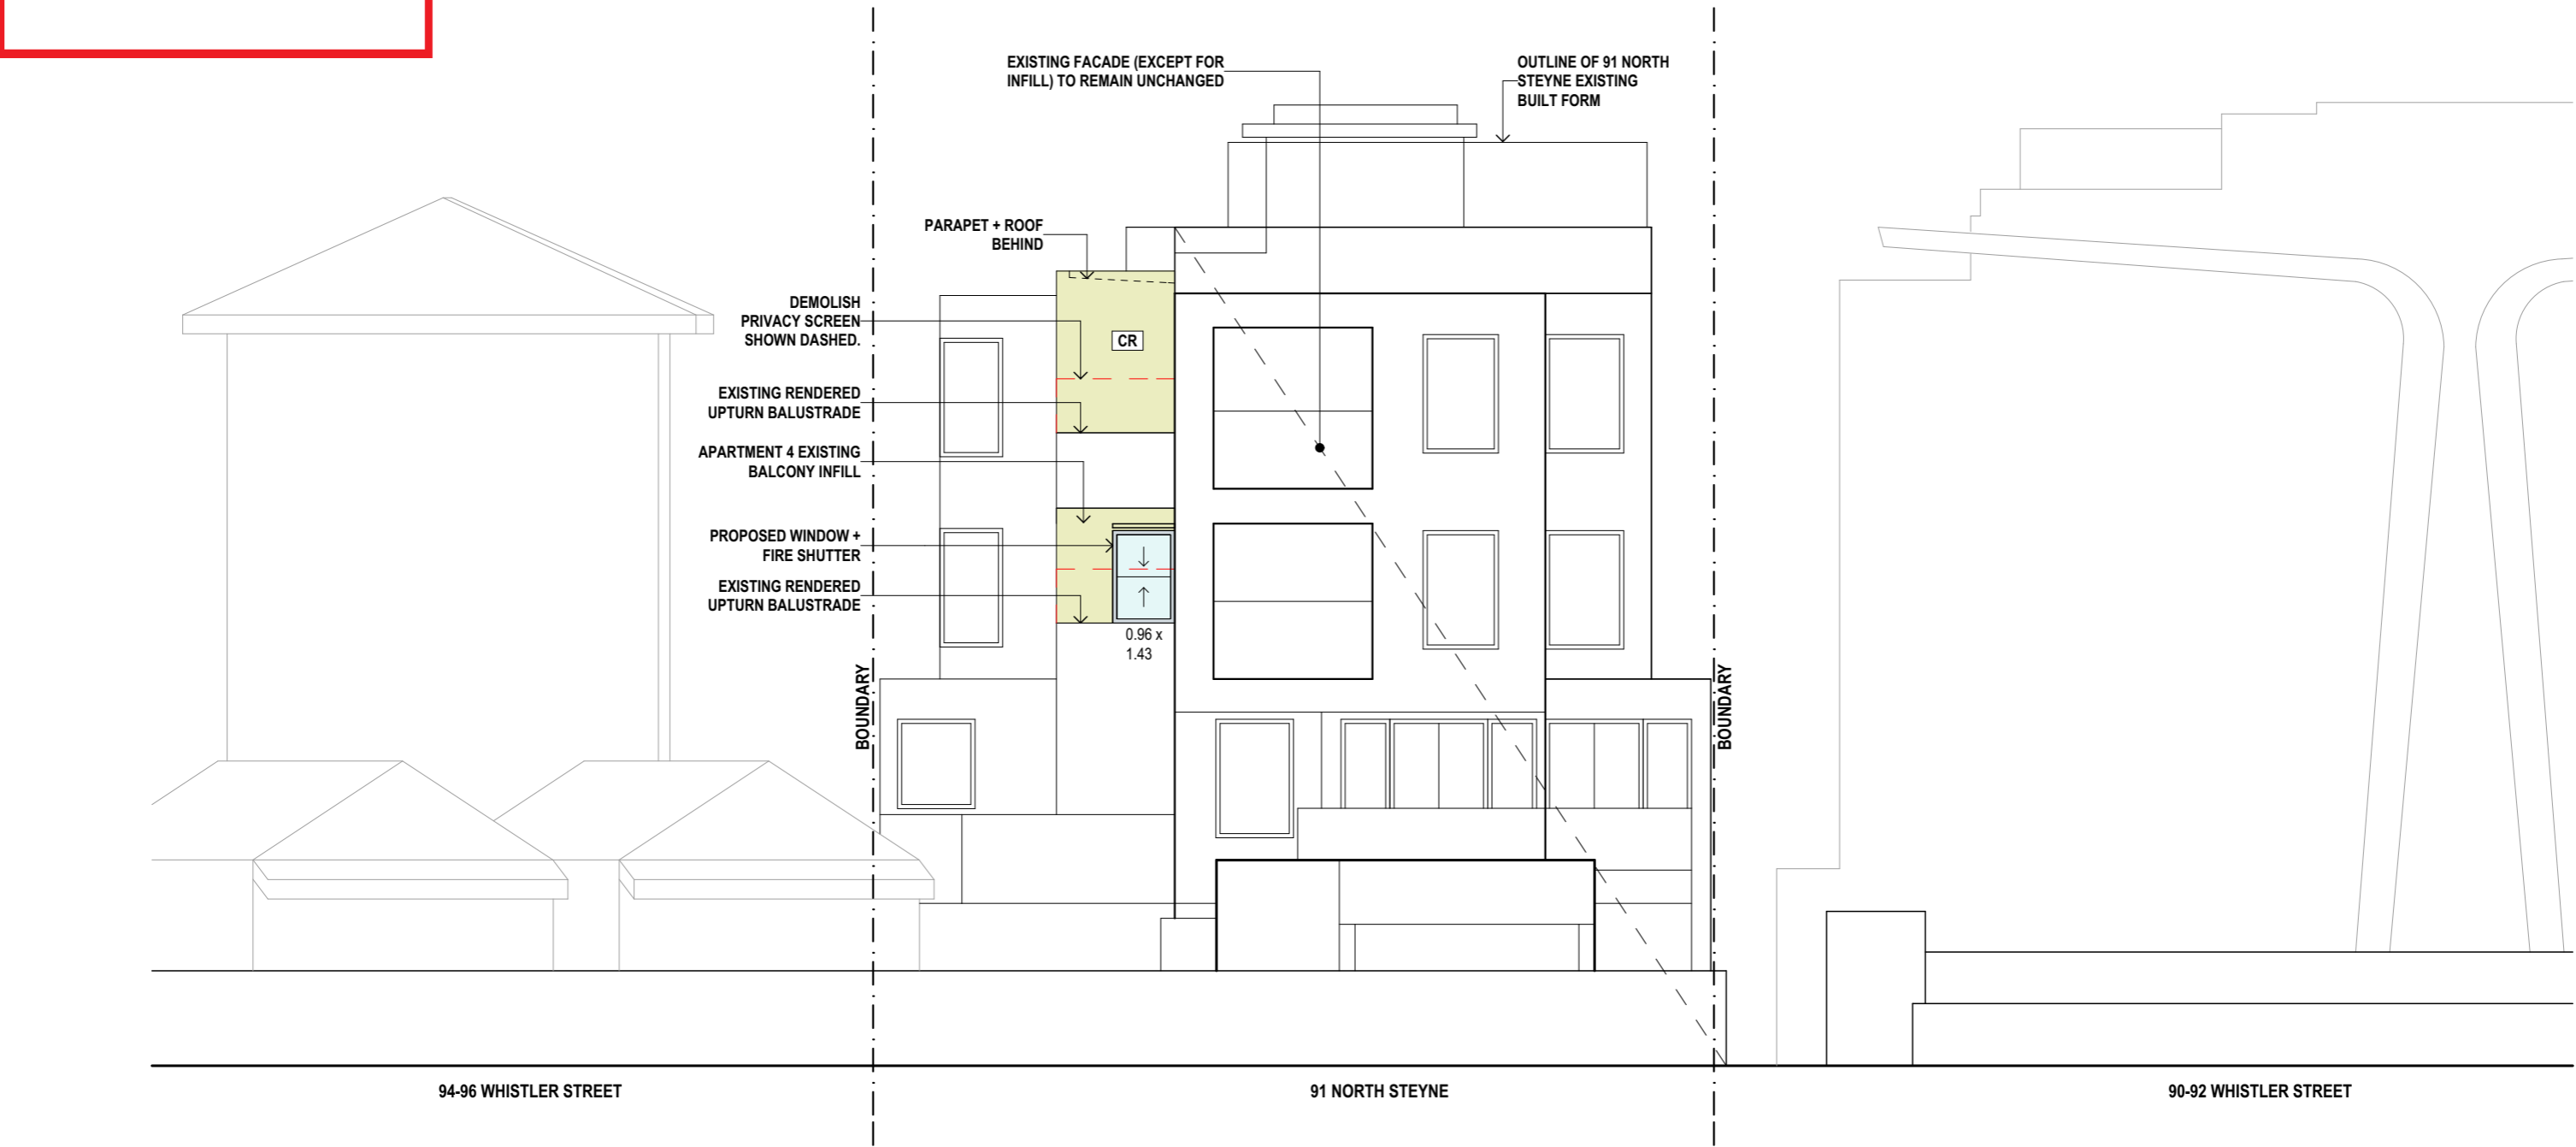 EXISTING FACADE (EXCEPT FOR
INFILL) TO REMAIN UNCHANGED
OUTLINE OF 91 NORTH
STEYNE EXISTING
BUILT FORM
PARAPET + ROOF
BEHIND
DEMOLISH
PRIVACY SCREEN
SHOWN DASHED.
CR
EXISTING RENDERED
UPTURN BALUSTRADE
APARTMENT 4 EXISTING
BALCONY INFILL
PROPOSED WINDOW +
FIRE SHUTTER
EXISTING RENDERED
UPTURN BALUSTRADE
0.96 x
1.43
BOUNDARY
BOUNDARY
94-96 WHISTLER STREET
91 NORTH STEYNE
90-92 WHISTLER STREET